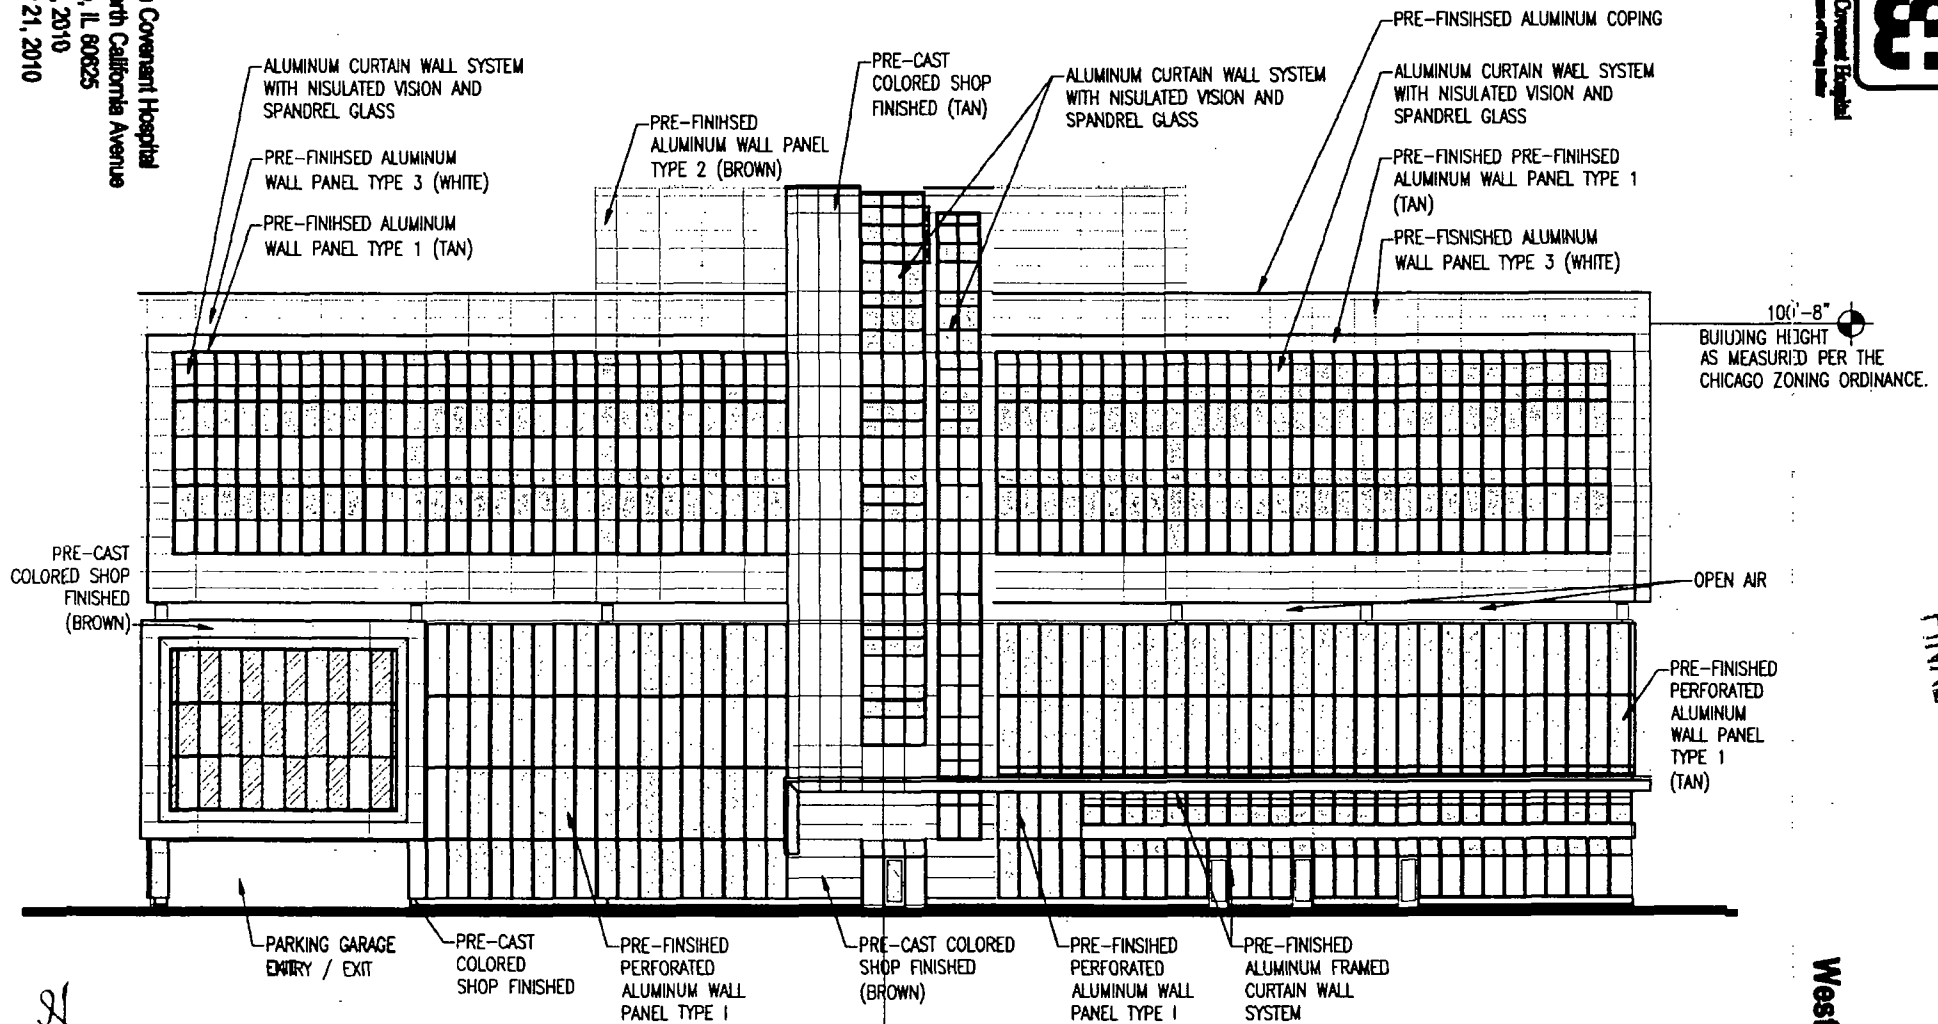 Covenant Hospital
rth California Avenue
, IL 60625
, 2010
21, 2010
Covenant Hospital
PRE-FINSIHSED ALUMINUM COPING
ALUMINUM CURTAIN WALL SYSTEM
WITH NISULATED VISION AND
SPANDREL GLASS
PRE-CAST
COLORED SHOP
FINISHED (TAN)
ALUMINUM CURTAIN WALL SYSTEM
WITH NISULATED VISION AND
SPANDREL GLASS
ALUMINUM CURTAIN WAEL SYSTEM
WITH NISULATED VISION AND
SPANDREL GLASS
PRE-FINIHSED
ALUMINUM WALL PANEL
TYPE 2 (BROWN)
PRE-FINIHSED ALUMINUM
WALL PANEL TYPE 3 (WHITE)
PRE-FINISHED PRE-FINIHSED
ALUMINUM WALL PANEL TYPE 1
(TAN)
PRE-FINIHSED ALUMINUM
WALL PANEL TYPE 1 (TAN)
PRE-FISNISHED ALUMINUM
WALL PANEL TYPE 3 (WHITE)
100'-8"
BUILDING HEIGHT
AS MEASURED PER THE
CHICAGO ZONING ORDINANCE.
PRE-CAST
COLORED SHOP
FINISHED
(BROWN)
OPEN AIR
PRE-FINISHED
PERFORATED
ALUMINUM
WALL PANEL
TYPE 1
(TAN)
PARKING GARAGE
ENTRY / EXIT
PRE-CAST
COLORED
SHOP FINISHED
PRE-FINSIHED
PERFORATED
ALUMINUM WALL
PANEL TYPE 1
PRE-CAST COLORED
SHOP FINISHED
(BROWN)
PRE-FINSIHED
PERFORATED
ALUMINUM WALL
PANEL TYPE 1
PRE-FINISHED
ALUMINUM FRAMED
CURTAIN WALL
SYSTEM
West